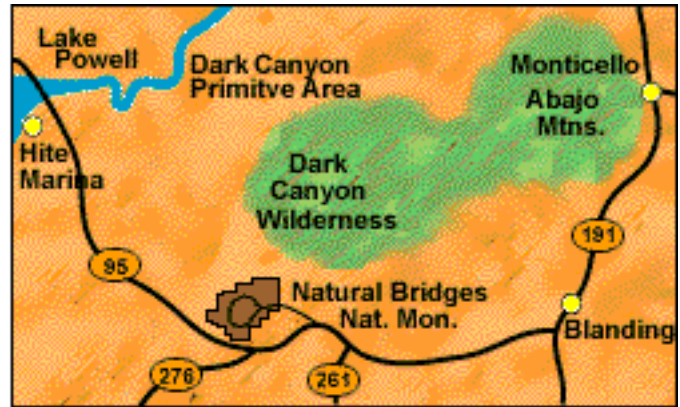 Lake
Powell
Dark Canyon
Primitve Area
Monticello
Abajo
Mtns.
Hite
Marina
Dark
Canyon
Wilderness
191
95
Natural Bridges
Nat. Mon.
Blanding
276
261